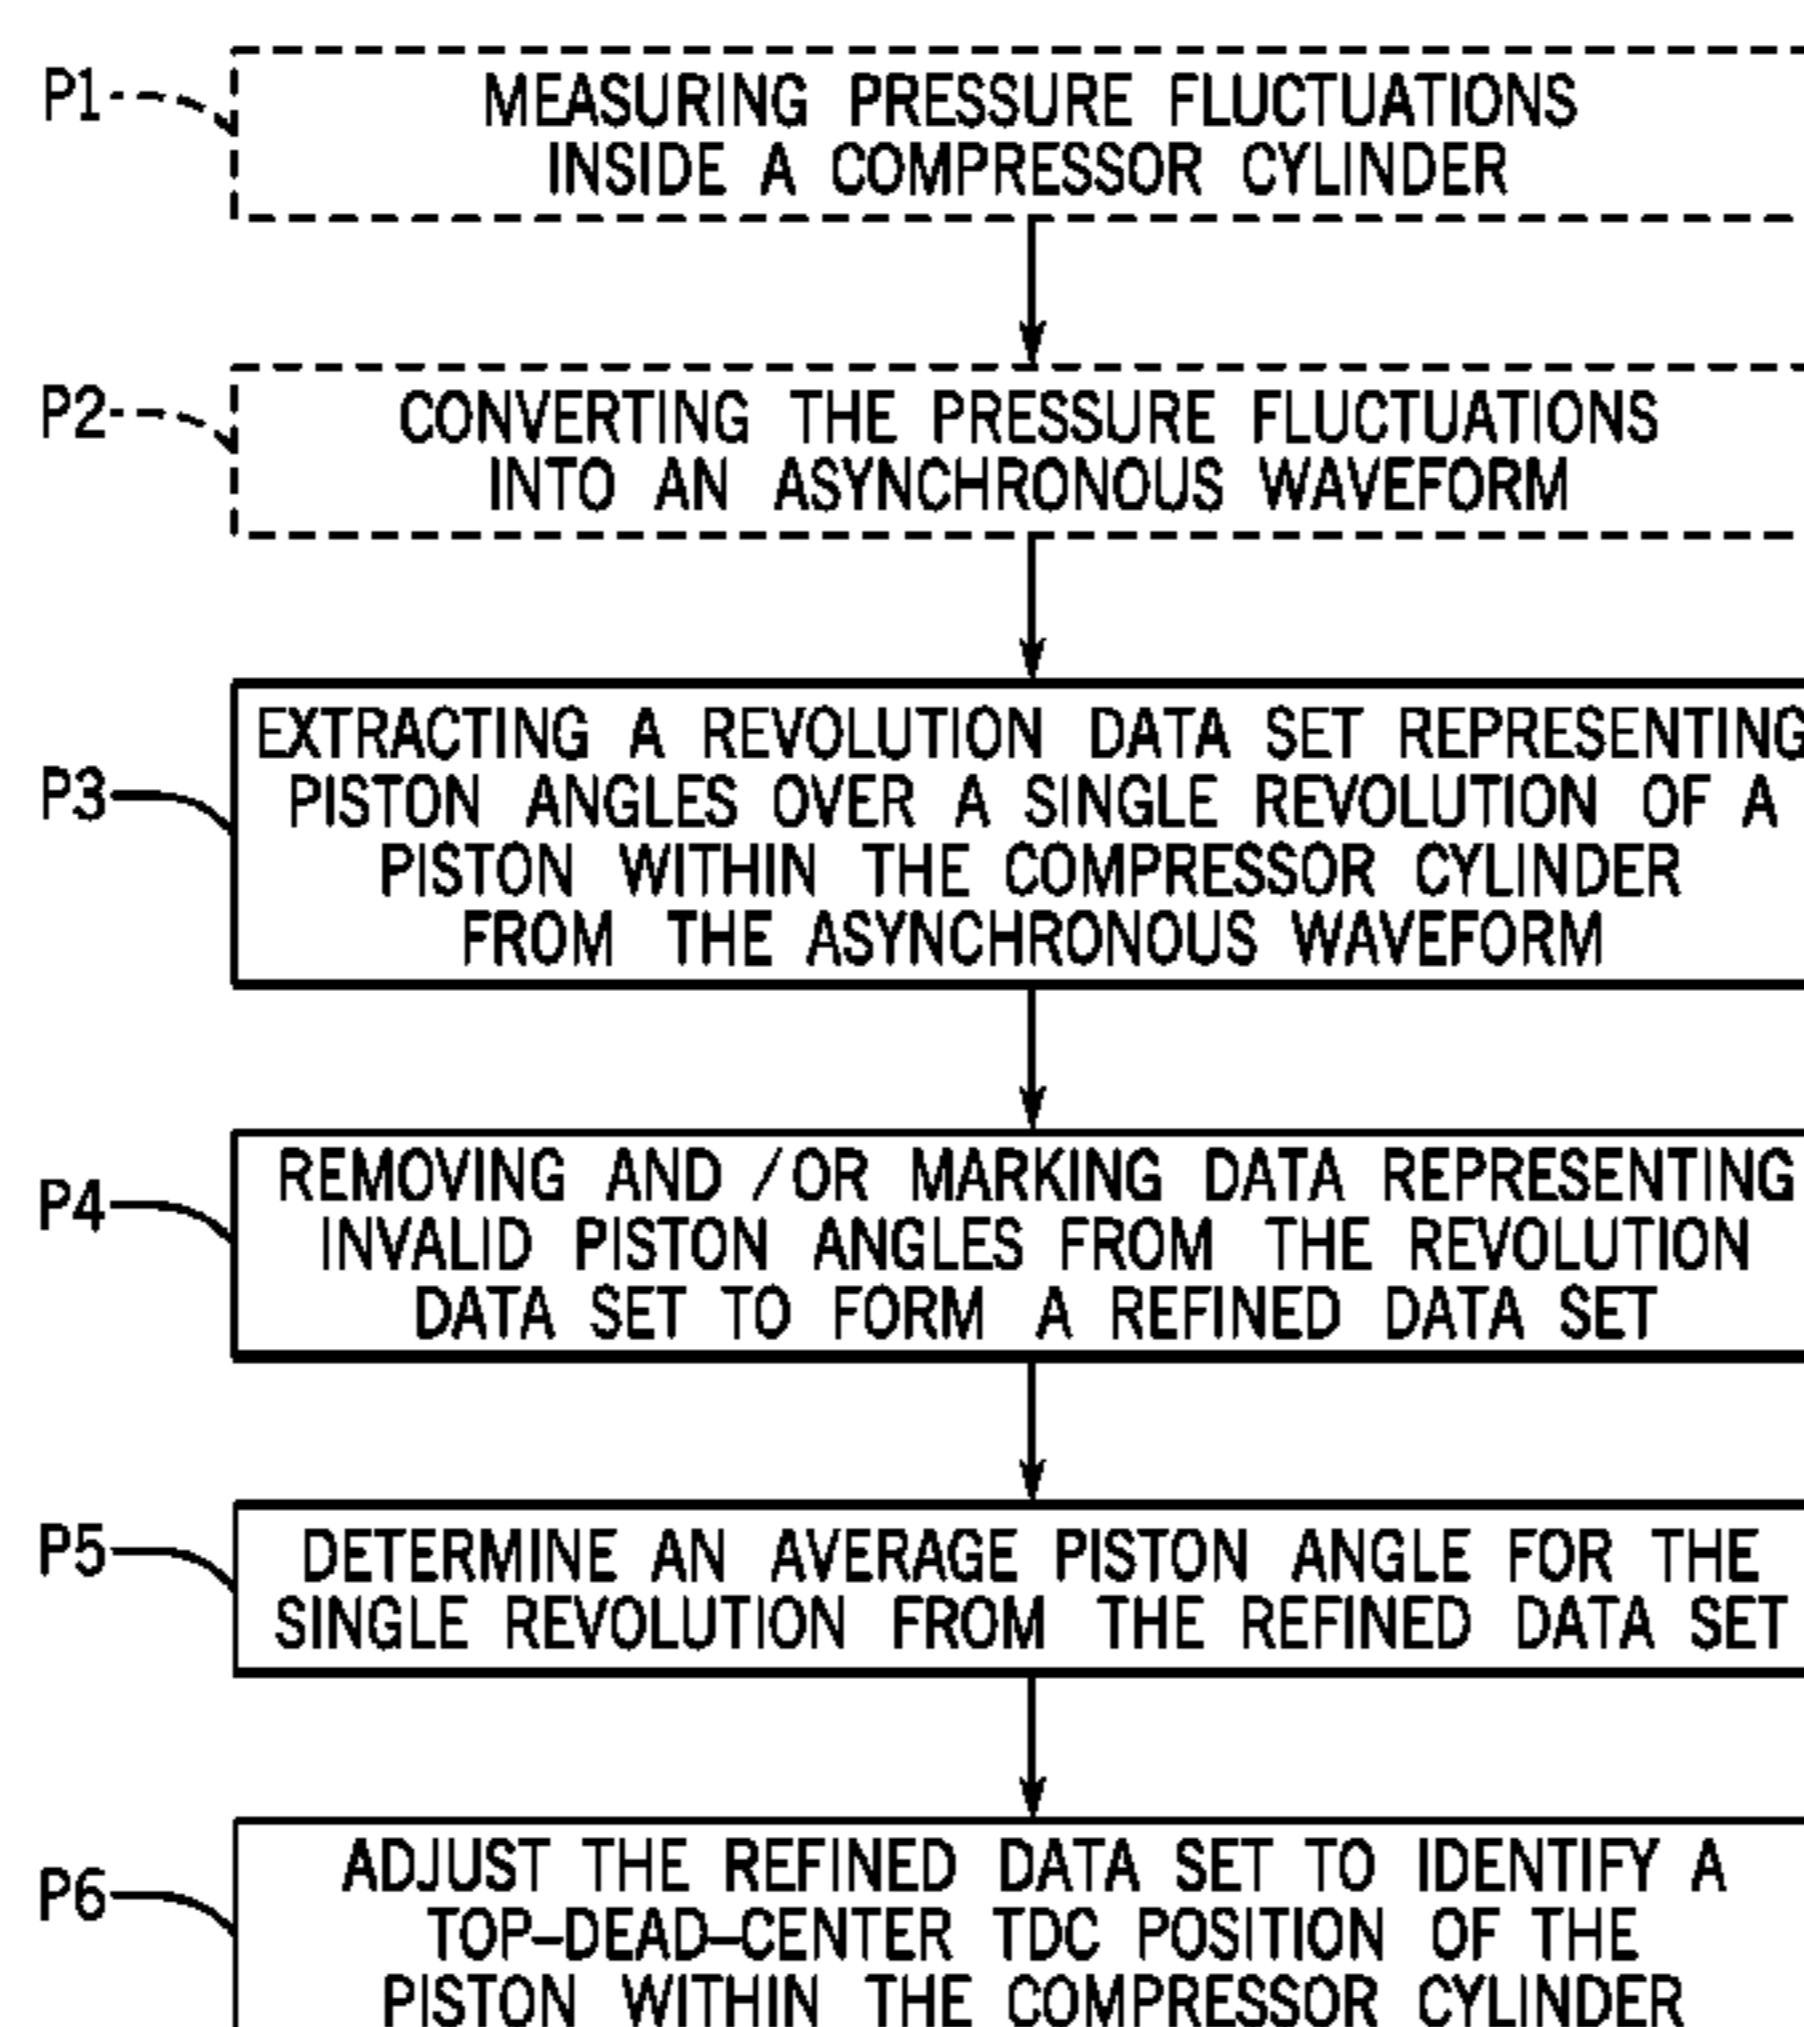 P1
MEASURING PRESSURE FLUCTUATIONS
INSIDE A COMPRESSOR CYLINDER
P2
CONVERTING THE PRESSURE FLUCTUATIONS
INTO AN ASYNCHRONOUS WAVEFORM
P3
EXTRACTING A REVOLUTION DATA SET REPRESENTING
PISTON ANGLES OVER A SINGLE REVOLUTION OF A
PISTON WITHIN THE COMPRESSOR CYLINDER
FROM THE ASYNCHRONOUS WAVEFORM
P4
REMOVING AND /OR MARKING DATA REPRESENTING
INVALID PISTON ANGLES FROM THE REVOLUTION
DATA SET TO FORM A REFINED DATA SET
P5
DETERMINE AN AVERAGE PISTON ANGLE FOR THE
SINGLE REVOLUTION FROM THE REFINED DATA SET
P6
ADJUST THE REFINED DATA SET TO IDENTIFY A
TOP-DEAD-CENTER TDC POSITION OF THE
PISTON WITHIN THE COMPRESSOR CYLINDER